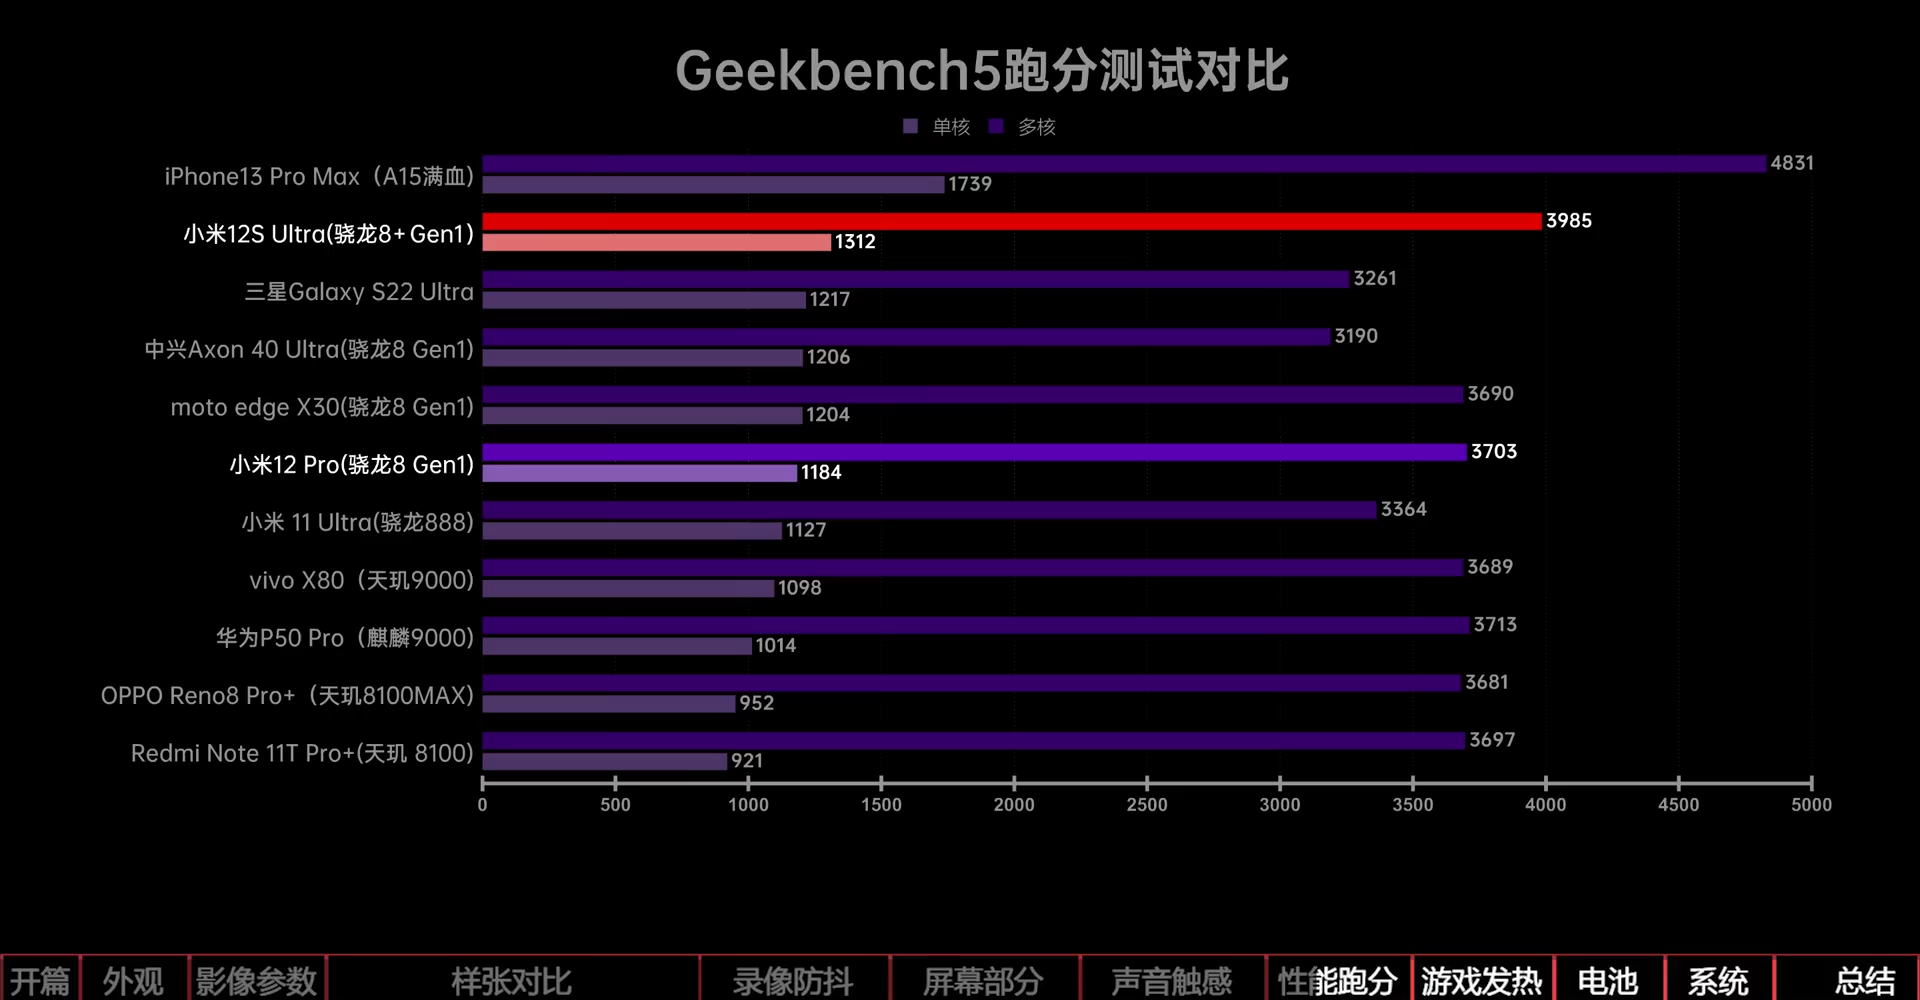 Geekbench5跑分测试对比
单核 多核
iPhone13 Pro Max（A15满血） 4831
1739
小米12S Ultra(骁龙8+ Gen1) 3985
1312
三星Galaxy S22 Ultra 3261
1217
中兴Axon 40 Ultra(骁龙8 Gen1) 3190
1206
moto edge X30(骁龙8 Gen1) 3690
1204
小米12 Pro(骁龙8 Gen1) 3703
1184
小米 11 Ultra(骁龙888) 3364
1127
vivo X80（天玑9000） 3689
1098
华为P50 Pro（麒麟9000） 3713
1014
OPPO Reno8 Pro+（天玑8100MAX） 3681
952
Redmi Note 11T Pro+(天玑 8100) 3697
921
0 500 1000 1500 2000 2500 3000 3500 4000 4500 5000
开篇 外观 影像参数 样张对比 录像防抖 屏幕部分 声音触感 性能跑分 游戏发热 电池 系统 总结